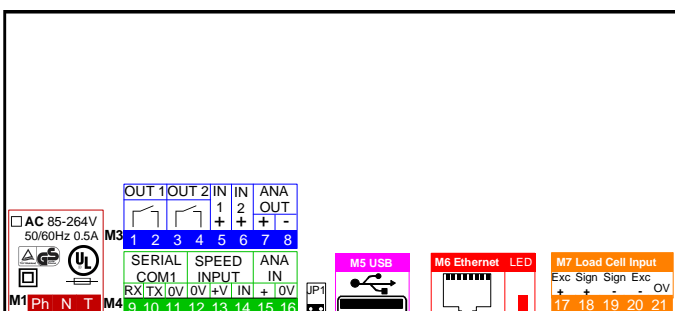 AC 85-264V
50/60Hz 0.5A
GS
UL
M1 Ph N T
OUT 1 OUT 2 IN 1 + IN 2 + ANA OUT + -
M3 1 2 3 4 5 6 7 8
SERIAL COM1 SPEED INPUT ANA IN
RX TX 0V 0V +V IN + 0V
M4 9 10 11 12 13 14 15 16
JP1
M5 USB
M6 Ethernet LED
M7 Load Cell Input
Exc Sign Sign Exc OV
+ + - -
17 18 19 20 21